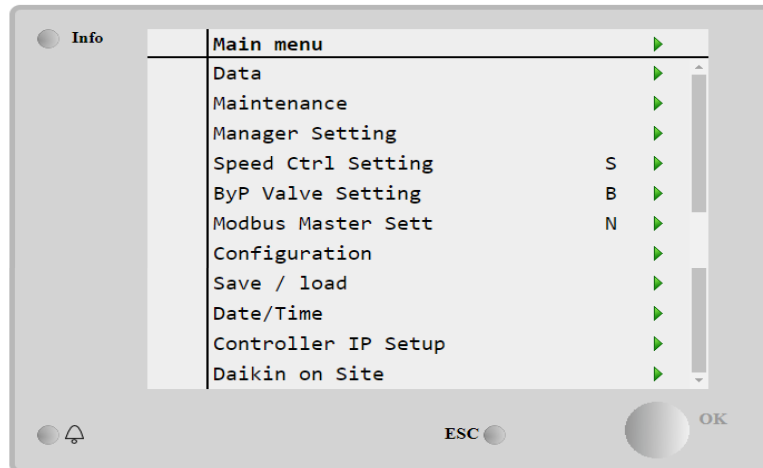 Info
Main menu
Data
Maintenance
Manager Setting
Speed Ctrl Setting S
ByP Valve Setting B
Modbus Master Sett N
Configuration
Save / load
Date/Time
Controller IP Setup
Daikin on Site
ESC
OK